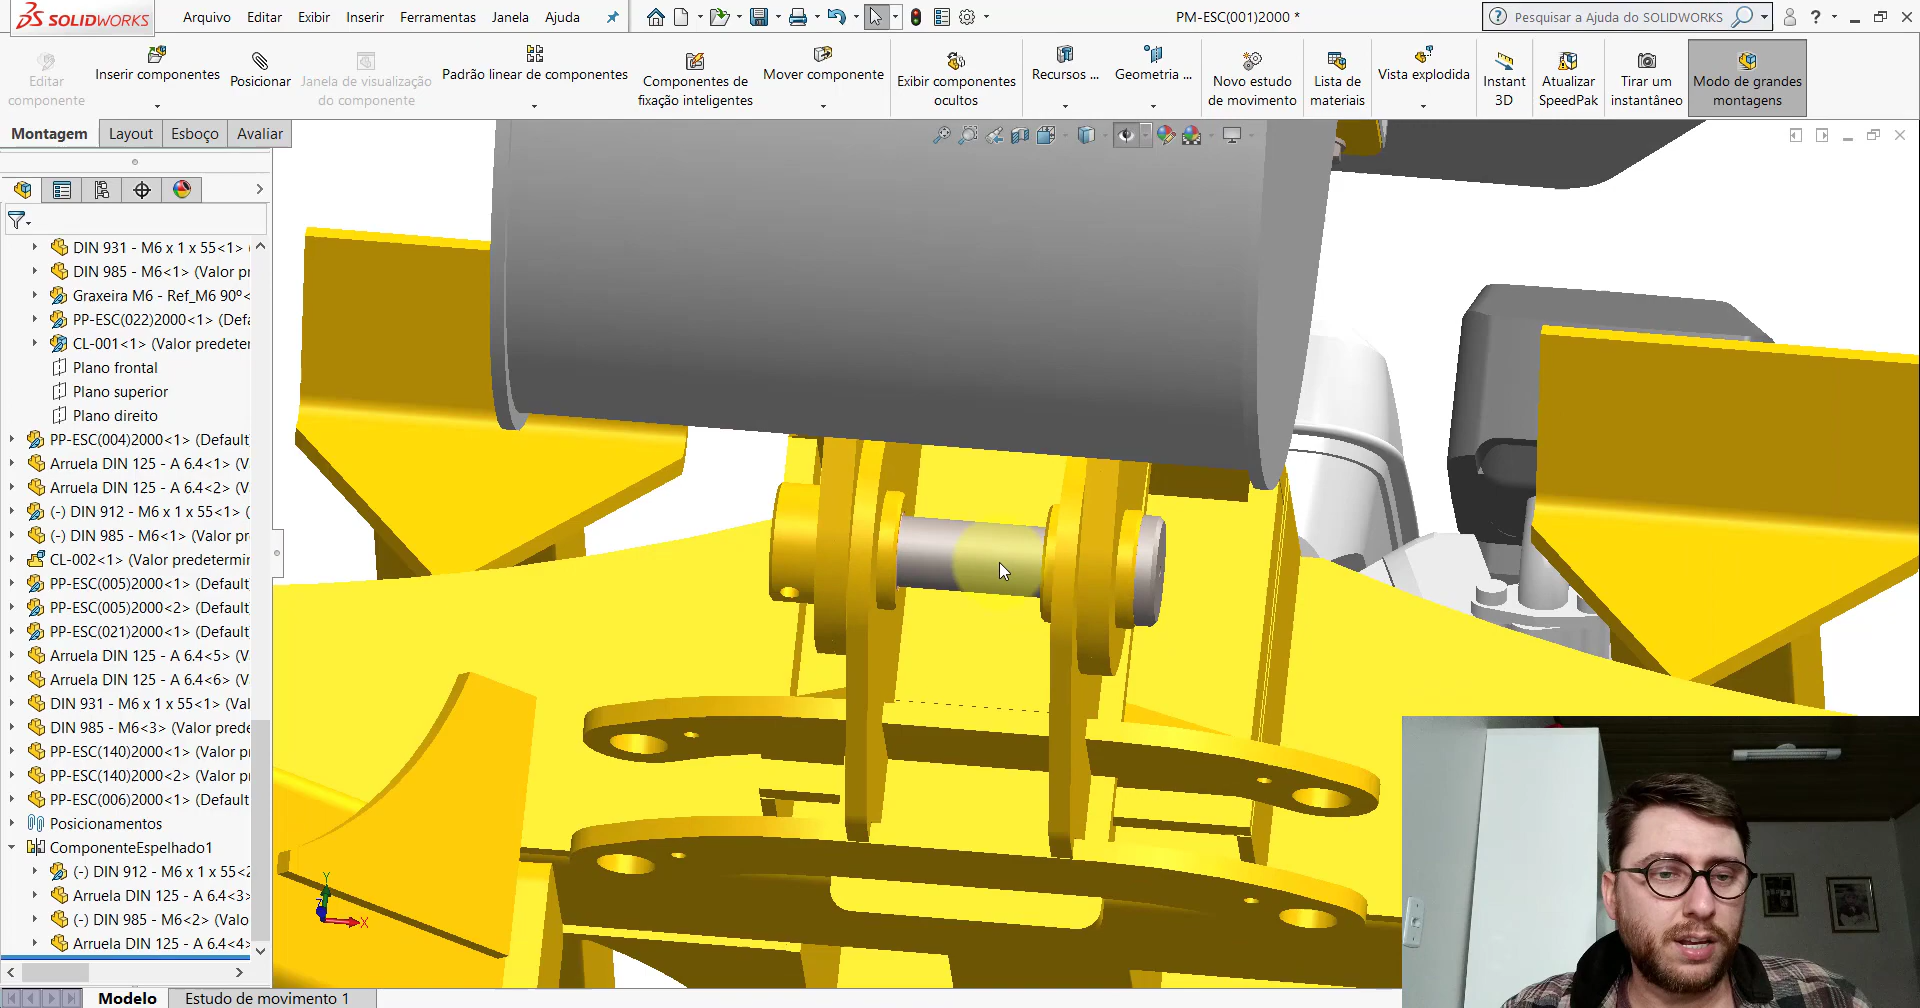 SOLIDWORKS
Arquivo
Editar
Exibir
Inserir
Ferramentas
Janela
Ajuda
PM-ESC(001)2000 *
Pesquisar a Ajuda do SOLIDWORKS
Editar
componente
Inserir componentes
Posicionar
Janela de visualização
do componente
Padrão linear de componentes
Componentes de
fixação inteligentes
Mover componente
Exibir componentes
ocultos
Recursos ...
Geometria ...
Novo estudo
de movimento
Lista de
materiais
Vista explodida
Instant
3D
Atualizar
SpeedPak
Tirar um
instantâneo
Modo de grandes
montagens
Montagem
Layout
Esboço
Avaliar
DIN 931 - M6 x 1 x 55<1> (
DIN 985 - M6<1> (Valor pr
Graxeira M6 - Ref_M6 90º<
PP-ESC(022)2000<1> (Defa
CL-001<1> (Valor predeter
Plano frontal
Plano superior
Plano direito
PP-ESC(004)2000<1> (Default
Arruela DIN 125 - A 6.4<1> (V
Arruela DIN 125 - A 6.4<2> (V
(-) DIN 912 - M6 x 1 x 55<1> (
(-) DIN 985 - M6<1> (Valor pr
CL-002<1> (Valor predetermin
PP-ESC(005)2000<1> (Default
PP-ESC(005)2000<2> (Default
PP-ESC(021)2000<1> (Default
Arruela DIN 125 - A 6.4<5> (V
Arruela DIN 125 - A 6.4<6> (V
DIN 931 - M6 x 1 x 55<1> (Val
DIN 985 - M6<3> (Valor prede
PP-ESC(140)2000<1> (Valor p
PP-ESC(140)2000<2> (Valor p
PP-ESC(006)2000<1> (Default
Posicionamentos
ComponenteEspelhado1
(-) DIN 912 - M6 x 1 x 55<2
Arruela DIN 125 - A 6.4<3>
(-) DIN 985 - M6<2> (Valo
Arruela DIN 125 - A 6.4<4>
Y
Z
X
Modelo
Estudo de movimento 1